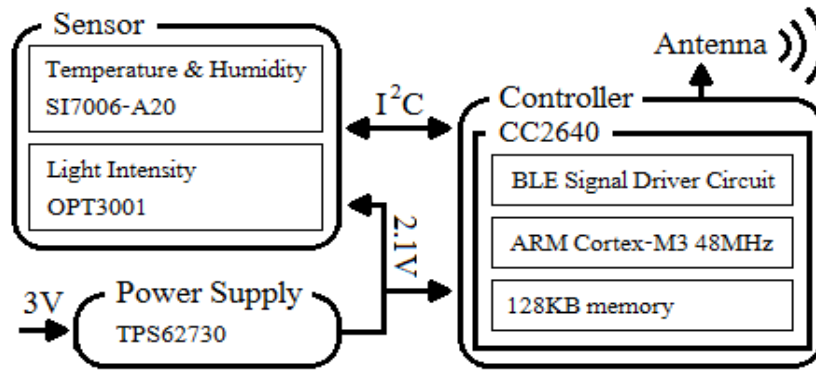 Sensor
Temperature & Humidity
SI7006-A20
Light Intensity
OPT3001
I²C
2.1V
3V
Power Supply
TPS62730
Antenna
Controller
CC2640
BLE Signal Driver Circuit
ARM Cortex-M3 48MHz
128KB memory